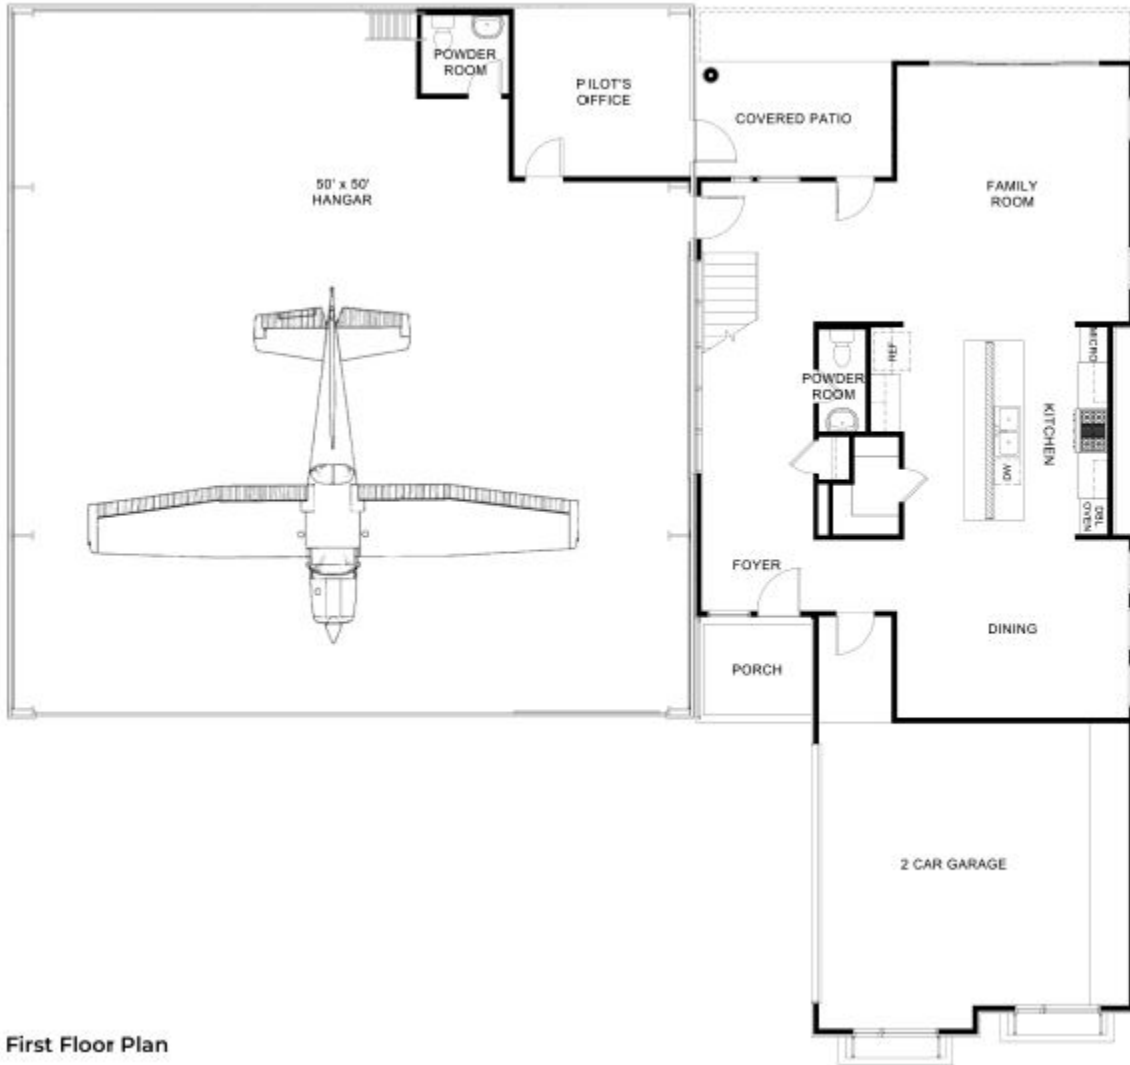 POWDER
ROOM
PILOT'S
OFFICE
COVERED PATIO
50' x 50'
HANGAR
FAMILY
ROOM
REF
MICRO
POWDER
ROOM
KITCHEN
DW
DBL
OVEN
FOYER
DINING
PORCH
2 CAR GARAGE
First Floor Plan